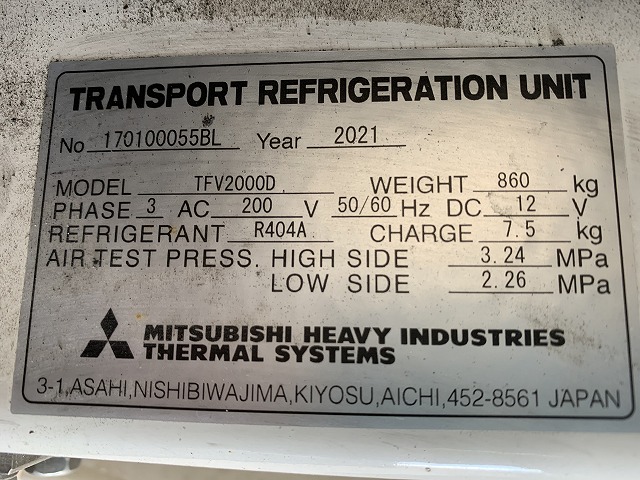 TRANSPORT REFRIGERATION UNIT
No 170100055BL Year 2021
MODEL TFV2000D WEIGHT 860 kg
PHASE 3 AC 200 V 50/60 Hz DC 12 V
REFRIGERANT R404A CHARGE 7.5 kg
AIR TEST PRESS. HIGH SIDE 3.24 MPa
LOW SIDE 2.26 MPa
MITSUBISHI HEAVY INDUSTRIES
THERMAL SYSTEMS
3-1,ASAHI,NISHIBIWAJIMA,KIYOSU,AICHI,452-8561 JAPAN